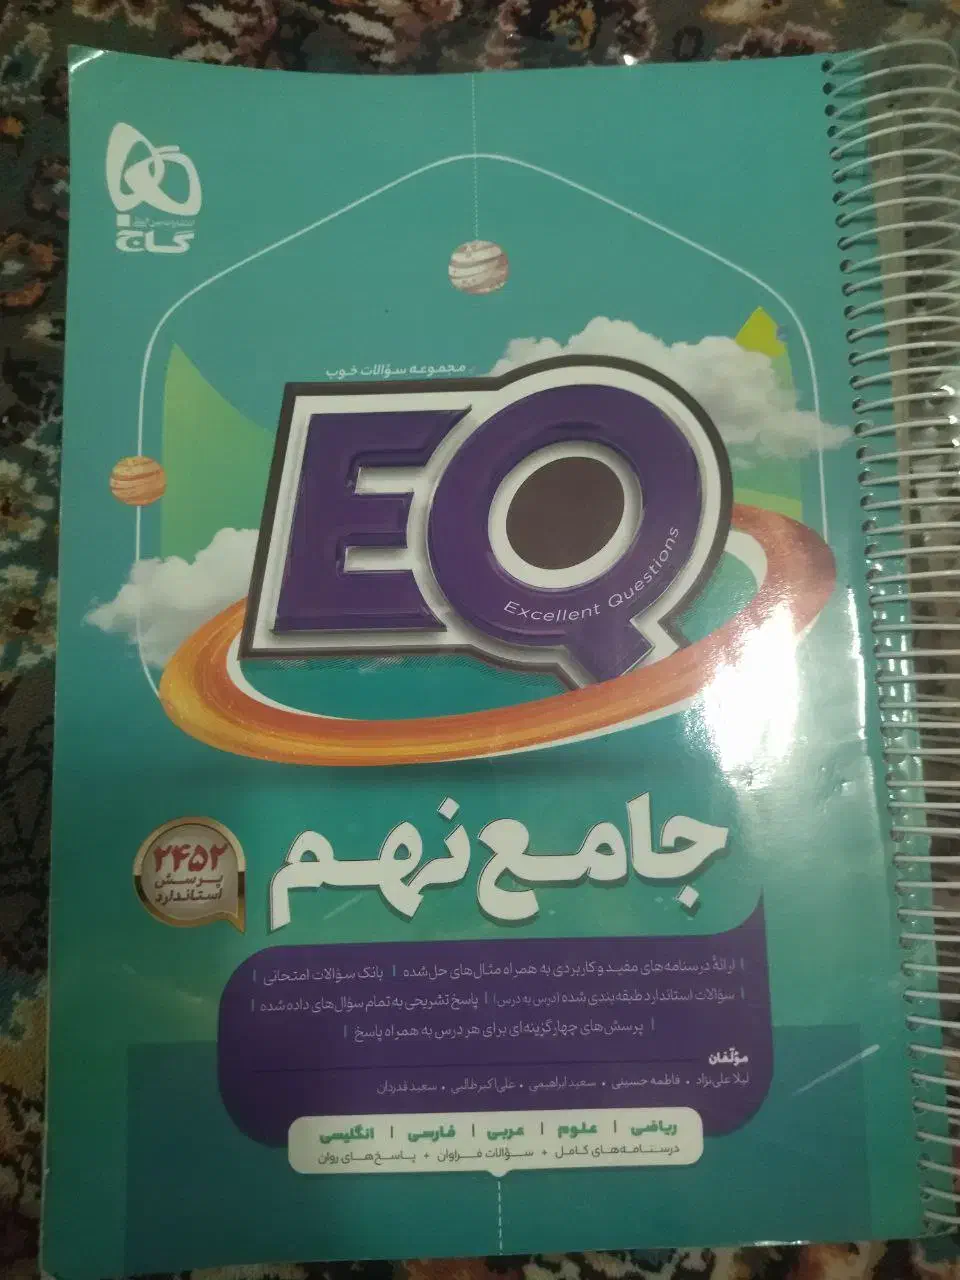 گاج
مجموعه سؤالات خوب
EQ
Excellent Questions
جامع نهم
۲۴۵۲
پرسش
استاندارد
| ارائهٔ درسنامه‌های مفید و کاربردی به همراه مثال‌های حل‌شده | بانک سؤالات امتحانی |
| سؤالات استاندارد طبقه‌بندی شده (درس به درس) | پاسخ تشریحی به تمام سؤال‌های داده شده |
| پرسش‌های چهارگزینه‌ای برای هر درس به همراه پاسخ |
مؤلّفان
لیلا علی‌نژاد . فاطمه حسینی . سعید ابراهیمی . علی‌اکبر طالبی . سعید قدردان
ریاضی | علوم | عربی | فارسی | انگلیسی
درسنامه‌های کامل + سؤالات فراوان + پاسخ‌های روان